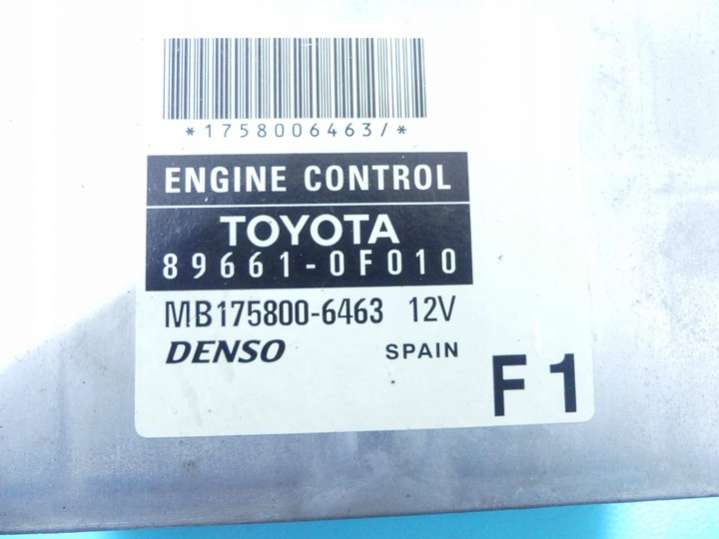 *1758006463/*
ENGINE CONTROL
TOYOTA
89661-0F010
MB175800-6463 12V
DENSO SPAIN
F1